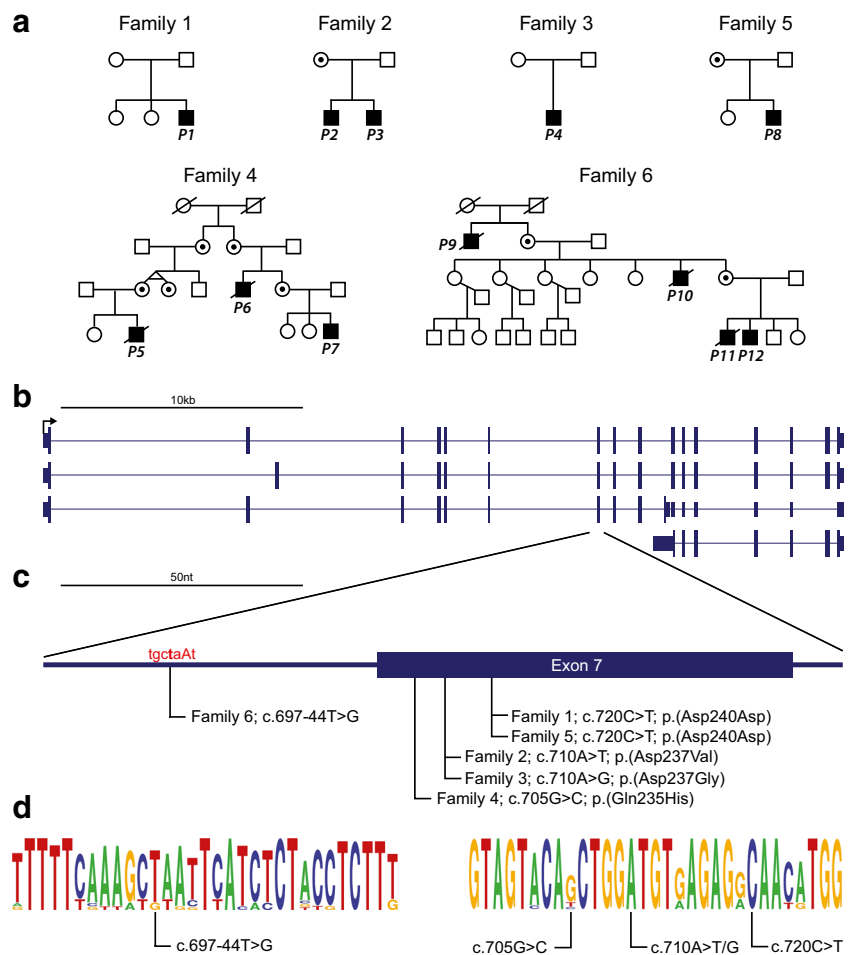 a
Family 1
Family 2
Family 3
Family 5
P1
P2
P3
P4
P8
Family 4
Family 6
P9
P6
P10
P5
P7
P11
P12
b
10kb
c
50nt
tgctaAt
Exon 7
Family 6; c.697-44T>G
Family 1; c.720C>T; p.(Asp240Asp)
Family 5; c.720C>T; p.(Asp240Asp)
Family 2; c.710A>T; p.(Asp237Val)
Family 3; c.710A>G; p.(Asp237Gly)
Family 4; c.705G>C; p.(Gln235His)
d
TTTTTCAAAGCTAATTCATCTCTACCTCTTT
GTAGTACAGCTGGATGTGAGAGGCAACATGG
c.697-44T>G
c.705G>C
c.710A>T/G
c.720C>T